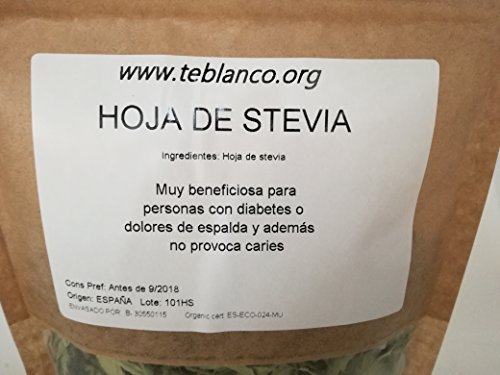 www.teblanco.org
HOJA DE STEVIA
Ingredientes: Hoja de stevia
Muy beneficiosa para
personas con diabetes o
dolores de espalda y además
no provoca caries
Cons Pref: Antes de 9/2018
Origen: ESPAÑA Lote: 101HS
ENVASADO POR: B- 30550115 Organic cert: ES-ECO-024-MU